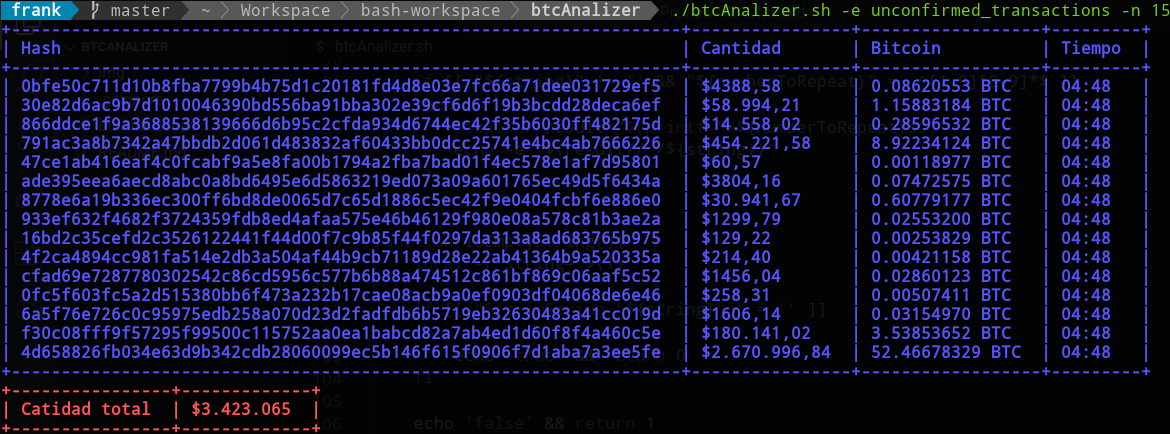 frank master ~ Workspace bash-workspace btcAnalizer ./btcAnalizer.sh -e unconfirmed_transactions -n 15
Hash Cantidad Bitcoin Tiempo
0bfe50c711d10b8fba7799b4b75d1c20181fd4d8e03e7fc66a71dee031729ef5 $4388,58 0.08620553 BTC 04:48
30e82d6ac9b7d1010046390bd556ba91bba302e39cf6d6f19b3bcdd28deca6ef $58.994,21 1.15883184 BTC 04:48
866ddce1f9a3688538139666d6b95c2cfda934d6744ec42f35b6030ff482175d $14.558,02 0.28596532 BTC 04:48
791ac3a8b7342a47bbdb2d061d483832af60433bb0dcca5741e4bc4ab7666226 $454.221,58 8.92234124 BTC 04:48
47ce1ab416eaf4c0fcabf9a5e8fa00b1794a2fba7bad01f4ec578e1af7d95801 $60,57 0.00118977 BTC 04:48
ade395eea6aecd8abc0a8bd6495e6d5863219ed073a09a601765ec49d5f6434a $3804,16 0.07472575 BTC 04:48
8778e6a19b336ec300ff6bd8de0065d7c65d1886c5ec42f9e0404fcbf6e886e0 $30.941,67 0.60779177 BTC 04:48
933ef632f4682f3724359fdb8ed4afaa575e46b46129f980e08a578c81b3ae2a $1299,79 0.02553200 BTC 04:48
16bd2c35cefd2c3526122441f44d00f7c9b85f44f0297da313a8ad683765b975 $129,22 0.00253829 BTC 04:48
4f2ca4894cc981fa514e2db3a504af44b9cb71189d28e22ab41364b9a520335a $214,40 0.00421158 BTC 04:48
cfad69e7287780302542c86cd5956c577b6b88a474512c861bf869c06aaf5c52 $1456,04 0.02860123 BTC 04:48
0fc5f603fc5a2d515380bb6f473a232b17cae08acb9a0ef0903df04068de6e46 $258,31 0.00507411 BTC 04:48
6a5f76e726c0c95975edb258a070d23d2fadfdb6b5719eb32630483a41cc019d $1606,14 0.03154970 BTC 04:48
f30c08fff9f57295f99500c115752aa0ea1babcd82a7ab4ed1d60f8f4a460c5e $180.141,02 3.53853652 BTC 04:48
4d658826fb034e63d9b342cdb28060099ec5b146f615f0906f7d1aba7a3ee5fe $2.670.996,84 52.46678329 BTC 04:48
Catidad total $3.423.065
echo 'false' && return 1